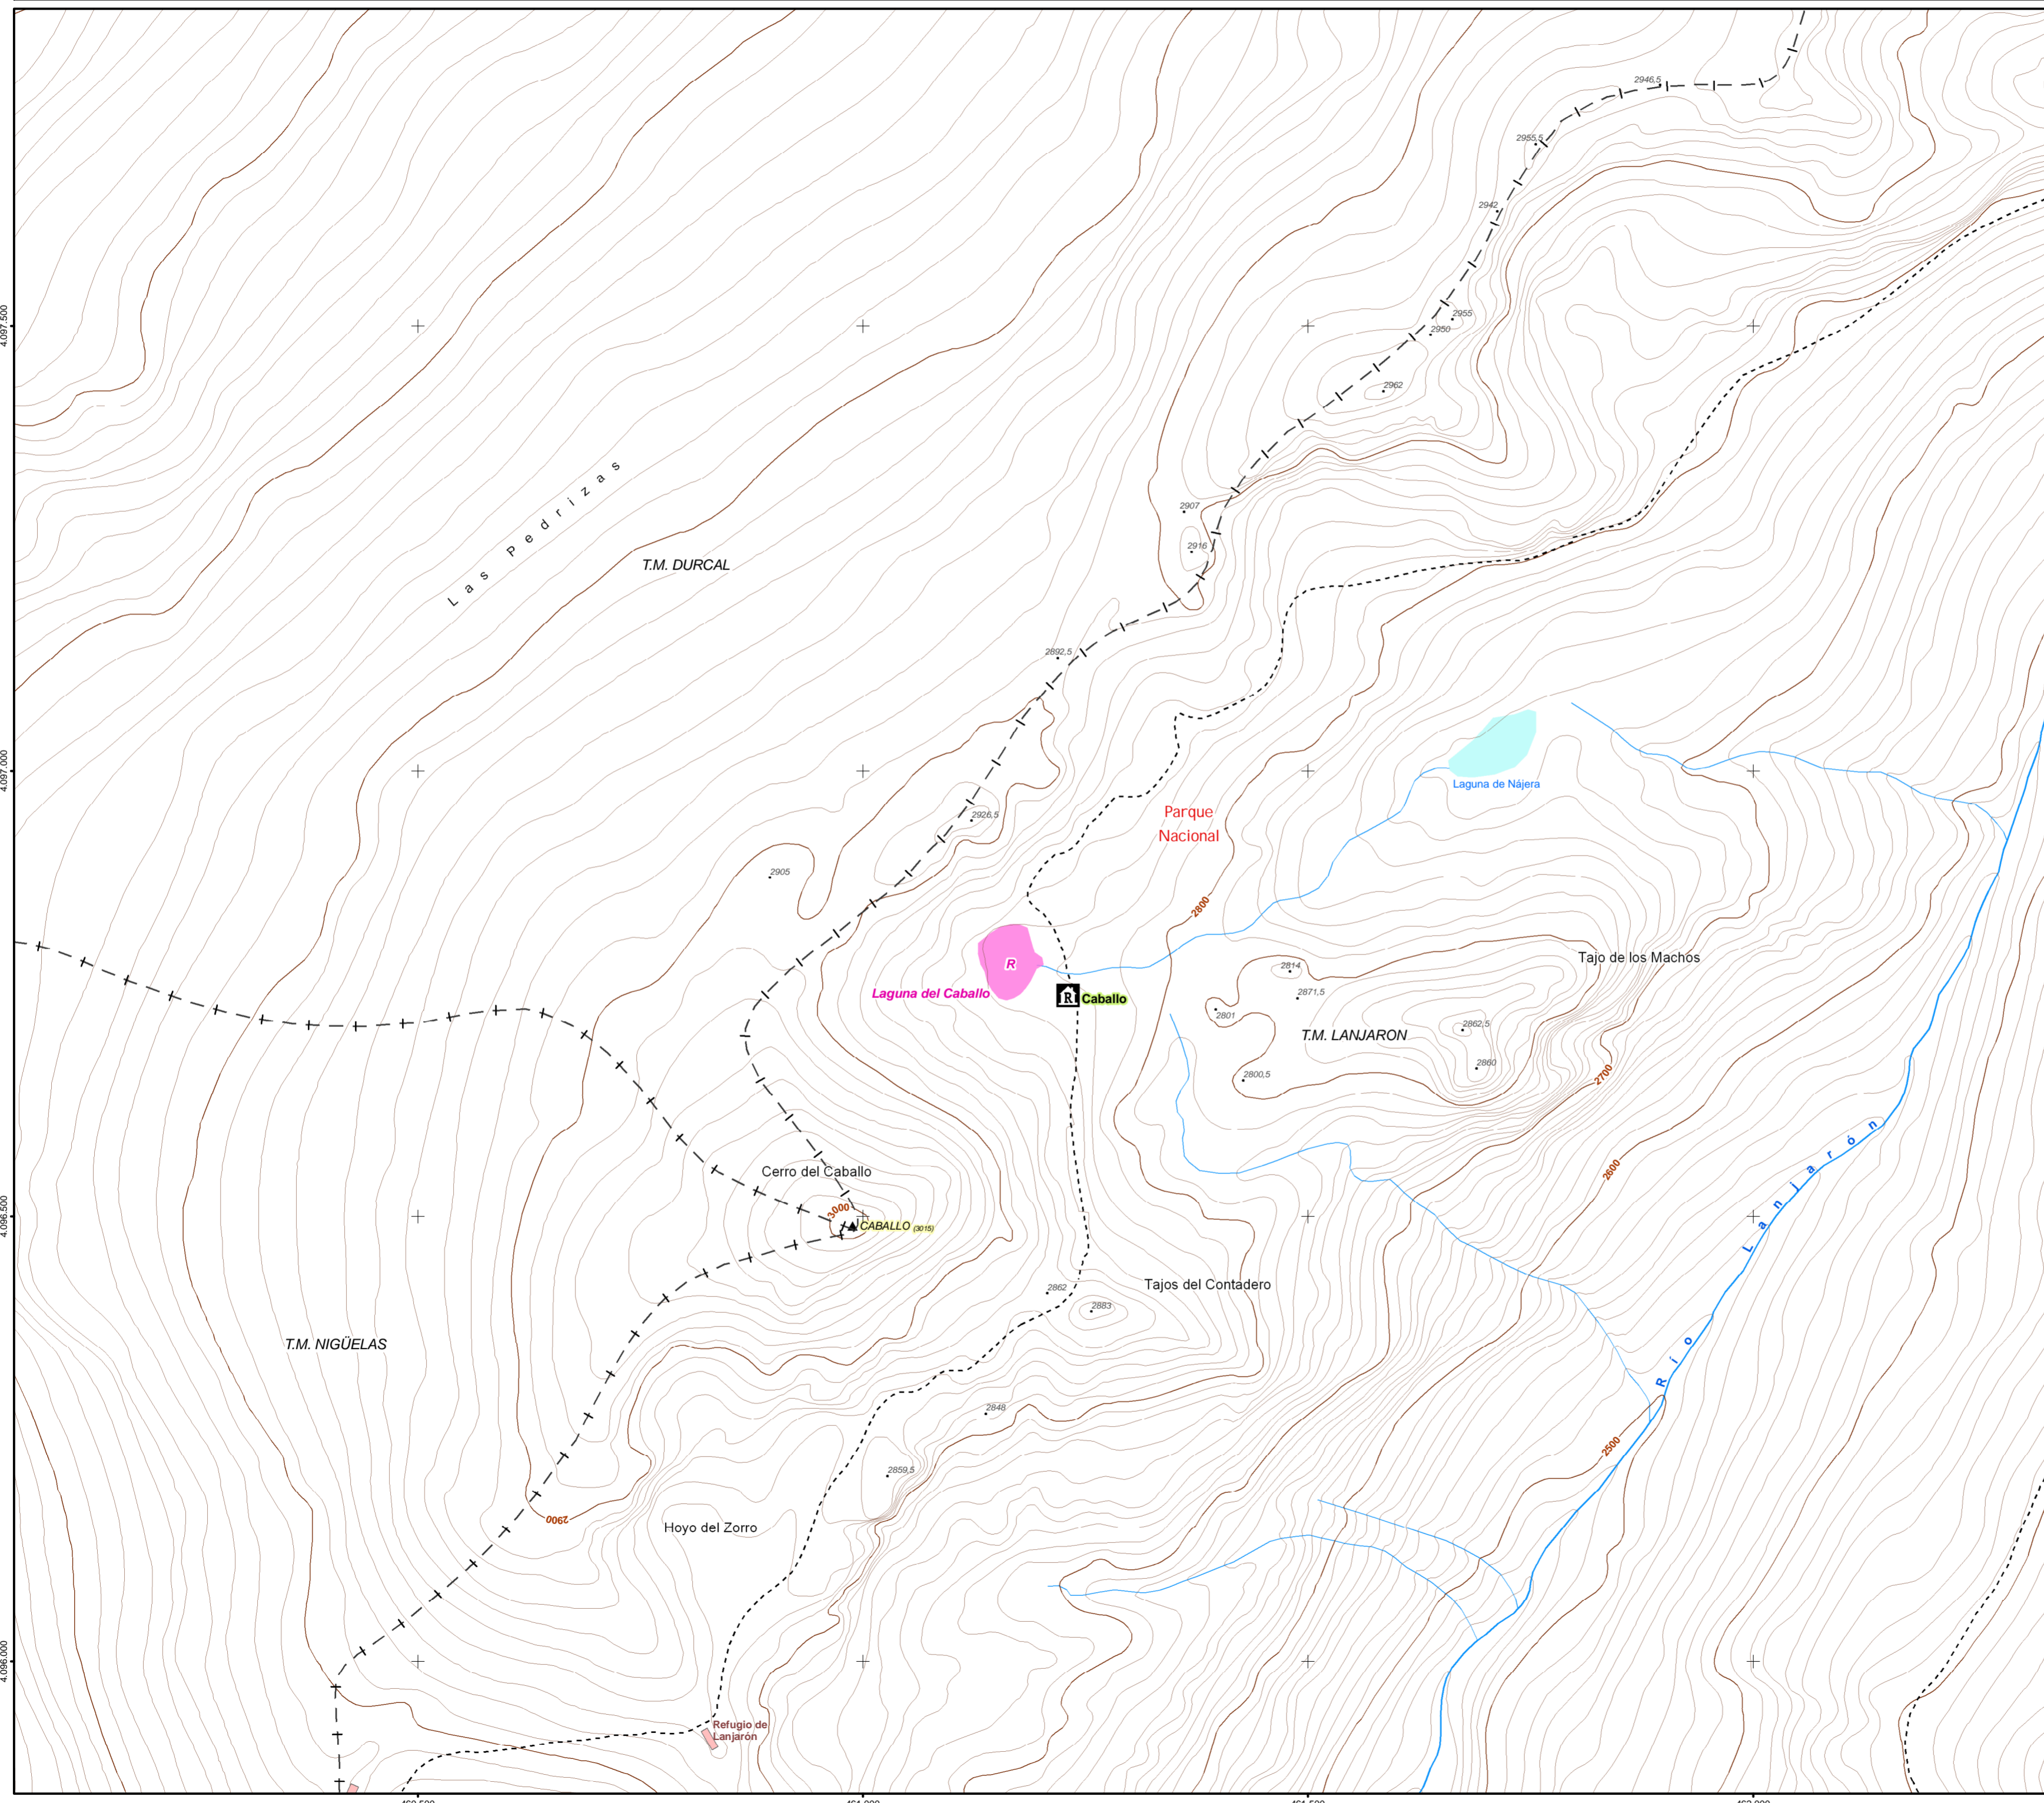 2946,5
2955,5
2942
4.097.500
2955
2950
2962
Las Pedrizas
2907
2916
T.M. DURCAL
2892,5
4.097.000
Laguna de Nájera
Parque
Nacional
2926,5
2905
2800
Tajo de los Machos
R
2814
Laguna del Caballo
R
Caballo
2871,5
2801
2862,5
T.M. LANJARON
2860
2700
2800,5
Cerro del Caballo
2600
Río Lanjarón
4.096.500
3000
CABALLO (3015)
Tajos del Contadero
2862
2883
T.M. NIGÜELAS
2848
2500
2859,5
2900
Hoyo del Zorro
4.096.000
Refugio de
Lanjarón